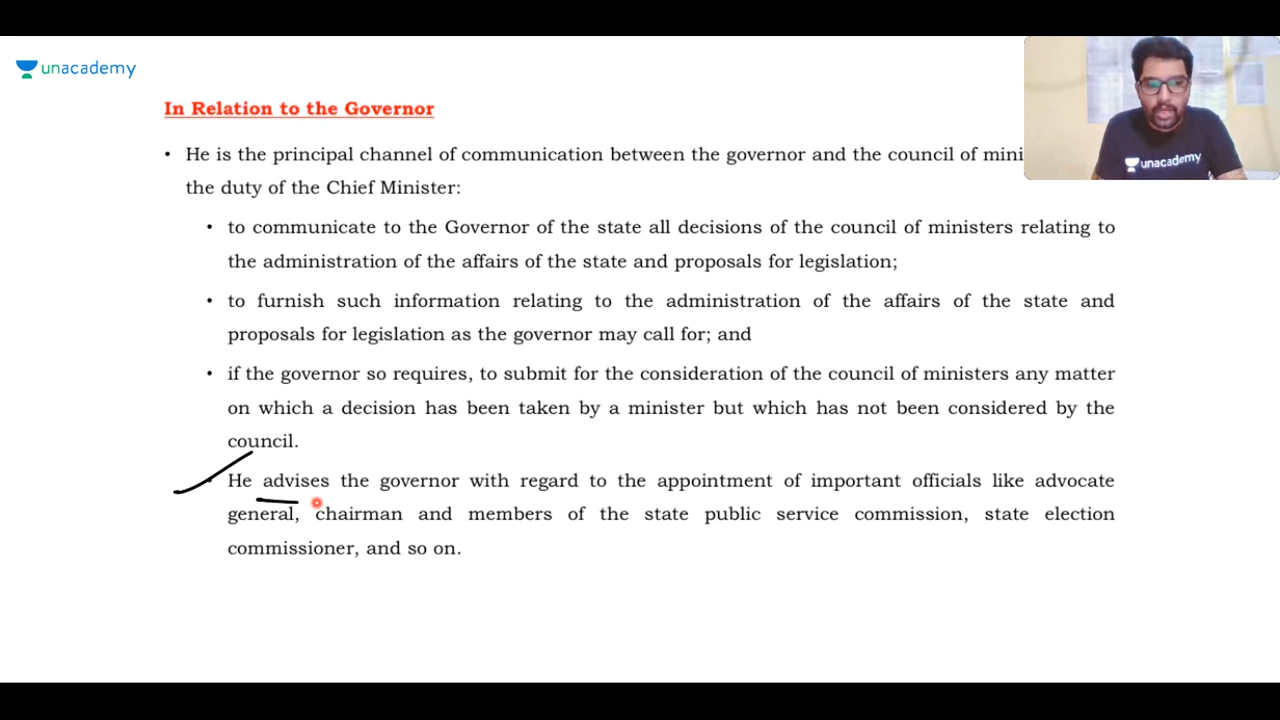 unacademy
In Relation to the Governor
• He is the principal channel of communication between the governor and the council of mini
the duty of the Chief Minister:
• to communicate to the Governor of the state all decisions of the council of ministers relating to
the administration of the affairs of the state and proposals for legislation;
• to furnish such information relating to the administration of the affairs of the state and
proposals for legislation as the governor may call for; and
• if the governor so requires, to submit for the consideration of the council of ministers any matter
on which a decision has been taken by a minister but which has not been considered by the
council.
• He advises the governor with regard to the appointment of important officials like advocate
general, chairman and members of the state public service commission, state election
commissioner, and so on.
unacademy